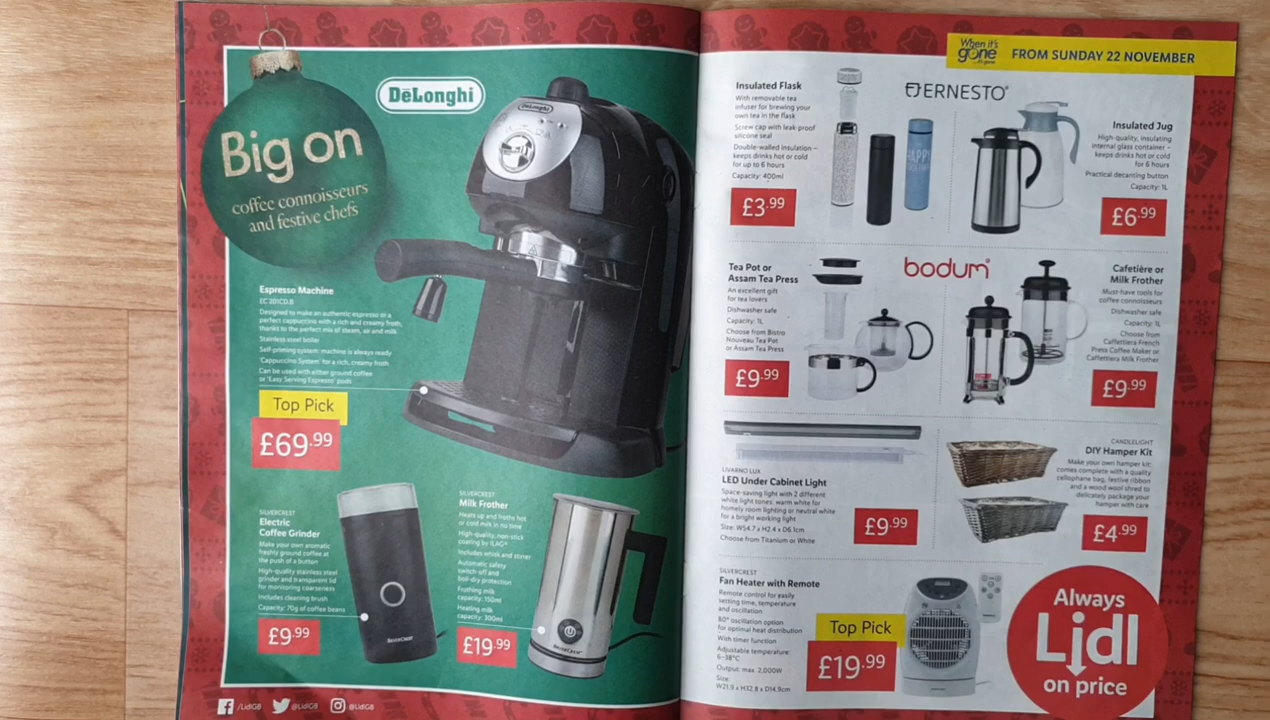 Big on
coffee connoisseurs
and festive chefs
DeLonghi
DeLonghi
Espresso Machine
EC 201CD.B
Designed to make an authentic espresso or a
perfect cappuccino with a rich and creamy froth,
thanks to the perfect mix of steam, air and milk
Stainless steel boiler
Self-priming system: machine is always ready
'Cappuccino System' for a rich, creamy froth
Can be used with either ground coffee
or 'Easy Serving Espresso' pods
Top Pick
£69.99
SILVERCREST
Electric
Coffee Grinder
Make your own aromatic
freshly ground coffee at
the push of a button
High-quality stainless steel
grinder and transparent lid
for monitoring coarseness
Includes cleaning brush
Capacity: 70g of coffee beans
£9.99
SilverCrest
SILVERCREST
Milk Frother
Heats up and froths hot
or cold milk in no time
High-quality, non-stick
coating by ILAG®
Includes whisk and stirrer
Automatic safety
switch-off and
boil-dry protection
Frothing milk
capacity: 150ml
Heating milk
capacity: 300ml
£19.99
SilverCrest
/LidlGB
@LidlGB
@LidlGB
When it's
gone
it's gone
FROM SUNDAY 22 NOVEMBER
ERNESTO®
Insulated Flask
With removable tea
infuser for brewing your
own tea in the flask
Screw cap with leak-proof
silicone seal
Double-walled insulation –
keeps drinks hot or cold
for up to 6 hours
Capacity: 400ml
£3.99
HAPPY
Insulated Jug
High-quality, insulating
internal glass container –
keeps drinks hot or cold
for 6 hours
Practical decanting button
Capacity: 1L
£6.99
bodum®
Tea Pot or
Assam Tea Press
An excellent gift
for tea lovers
Dishwasher safe
Capacity: 1L
Choose from Bistro
Nouveau Tea Pot
or Assam Tea Press
£9.99
Cafetière or
Milk Frother
Must-have tools for
coffee connoisseurs
Dishwasher safe
Capacity: 1L
Choose from
Caffettiera French
Press Coffee Maker or
Caffettiera Milk Frother
£9.99
LIVARNO LUX
LED Under Cabinet Light
Space-saving light with 2 different
white light tones: warm white for
homely room lighting or neutral white
for a bright working light
Size: W54.7 x H2.4 x D6.1cm
Choose from Titanium or White
£9.99
CANDLELIGHT
DIY Hamper Kit
Make your own hamper kit:
comes complete with a quality
cellophane bag, festive ribbon
and a wood wool shred to
delicately package your
hamper with care
£4.99
SILVERCREST
Fan Heater with Remote
Remote control for easily
setting time, temperature
and oscillation
80° oscillation option
for optimal heat distribution
With timer function
Adjustable temperature:
6–38°C
Output: max. 2,000W
Size:
W21.9 x H32.8 x D14.9cm
Top Pick
£19.99
Always
Lidl
on price